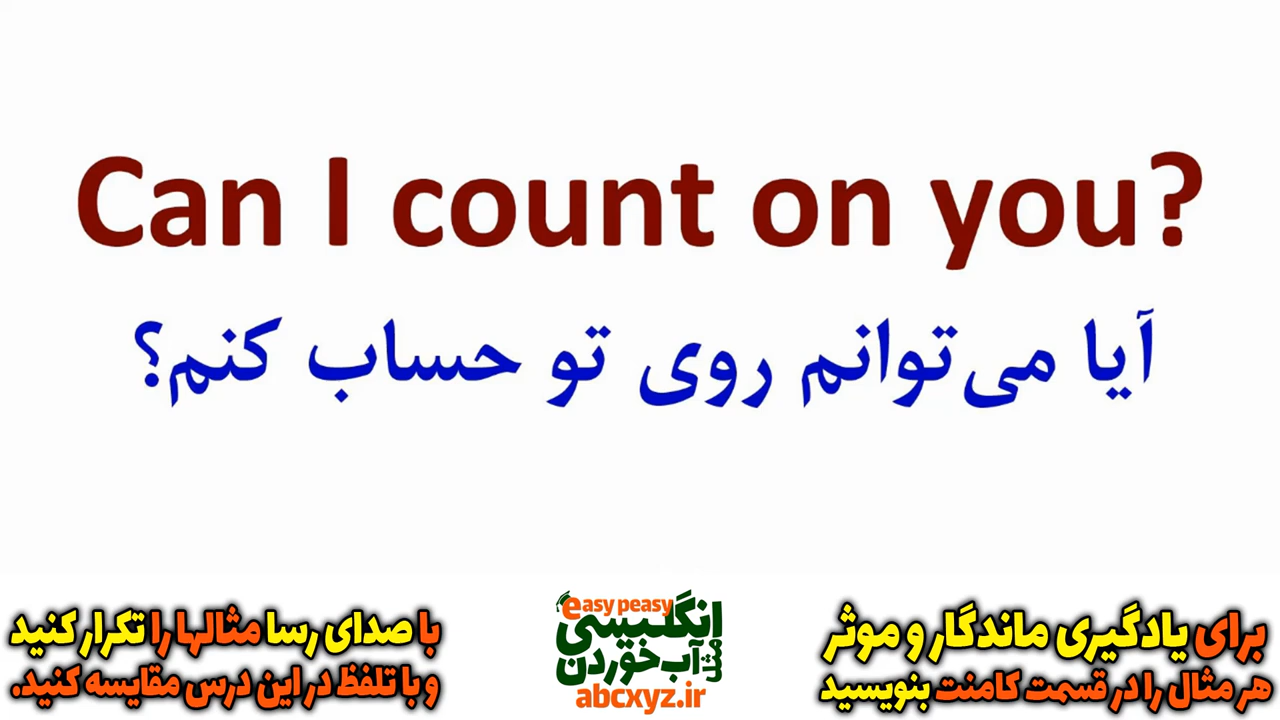 Can I count on you?
آیا می‌توانم روی تو حساب کنم؟
برای یادگیری ماندگار و موثر
هر مثال را در قسمت کامنت بنویسید
easy peasy
انگلیسی
مثل آب خوردن
abcxyz.ir
با صدای رسا مثالها را تکرار کنید
و با تلفظ در این درس مقایسه کنید.